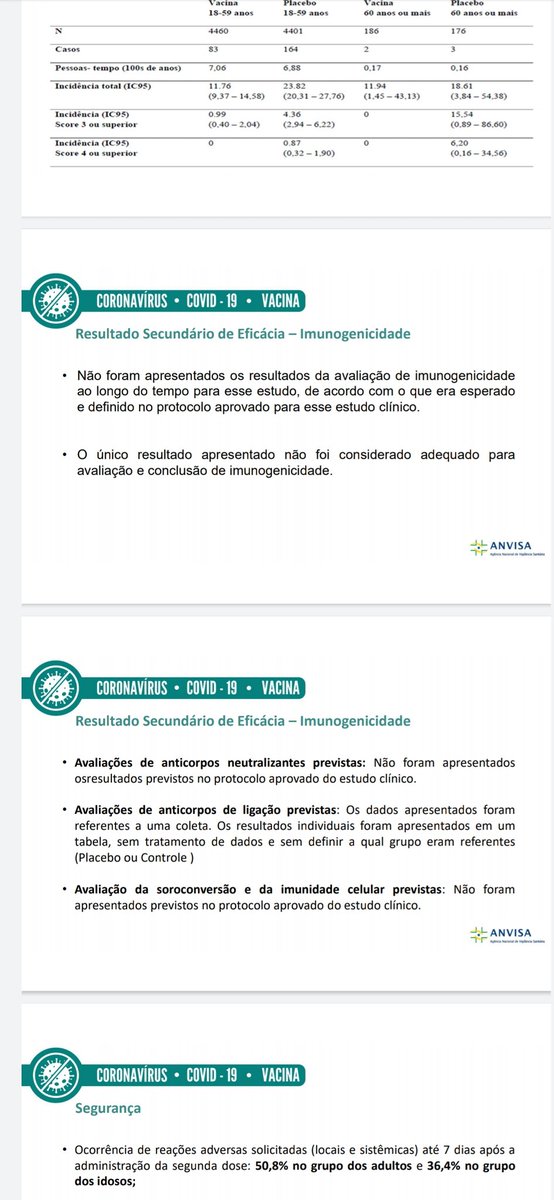 Vacina Placebo Vacina Placebo
18-59 anos 18-59 anos 60 anos ou mais 60 anos ou mais
N 4460 4401 186 176
Casos 83 164 2 3
Pessoas- tempo (100s de anos) 7,06 6,88 0,17 0,16
Incidência total (IC95) 11.76 23.82 11.94 18.61
(9,37 – 14,58) (20,31 – 27,76) (1,45 – 43,13) (3,84 – 54,38)
Incidência (IC95) 0.99 4.36 0 15,54
Score 3 ou superior (0,40 – 2,04) (2,94 – 6,22) (0,89 – 86,60)
Incidência (IC95) 0 0.87 0 6,20
Score 4 ou superior (0,32 – 1,90) (0,16 – 34,56)
CORONAVÍRUS • COVID - 19 • VACINA
Resultado Secundário de Eficácia – Imunogenicidade
• Não foram apresentados os resultados da avaliação de imunogenicidade
ao longo do tempo para esse estudo, de acordo com o que era esperado
e definido no protocolo aprovado para esse estudo clínico.
• O único resultado apresentado não foi considerado adequado para
avaliação e conclusão de imunogenicidade.
ANVISA
Agência Nacional de Vigilância Sanitária
CORONAVÍRUS • COVID - 19 • VACINA
Resultado Secundário de Eficácia – Imunogenicidade
• Avaliações de anticorpos neutralizantes previstas: Não foram apresentados
osresultados previstos no protocolo aprovado do estudo clínico.
• Avaliações de anticorpos de ligação previstas: Os dados apresentados foram
referentes a uma coleta. Os resultados individuais foram apresentados em um
tabela, sem tratamento de dados e sem definir a qual grupo eram referentes
(Placebo ou Controle )
• Avaliação da soroconversão e da imunidade celular previstas: Não foram
apresentados previstos no protocolo aprovado do estudo clínico.
ANVISA
Agência Nacional de Vigilância Sanitária
CORONAVÍRUS • COVID - 19 • VACINA
Segurança
• Ocorrência de reações adversas solicitadas (locais e sistêmicas) até 7 dias após a
administração da segunda dose: 50,8% no grupo dos adultos e 36,4% no grupo
dos idosos;